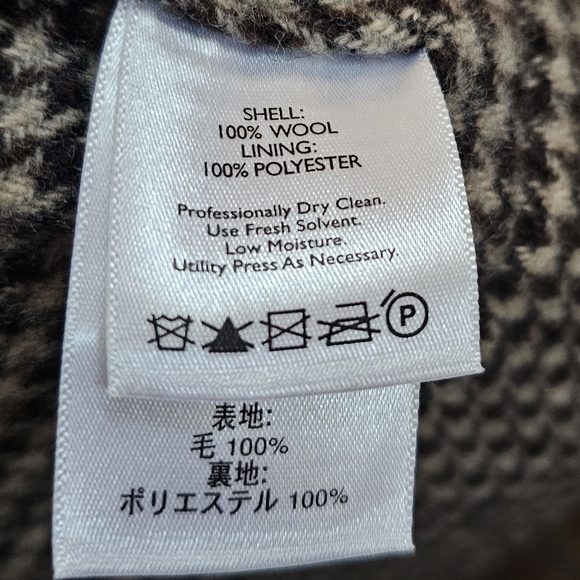 SHELL:
100% WOOL
LINING:
100% POLYESTER
Professionally Dry Clean.
Use Fresh Solvent.
Low Moisture.
Utility Press As Necessary.
P
表地:
毛 100%
裏地:
ポリエステル 100%